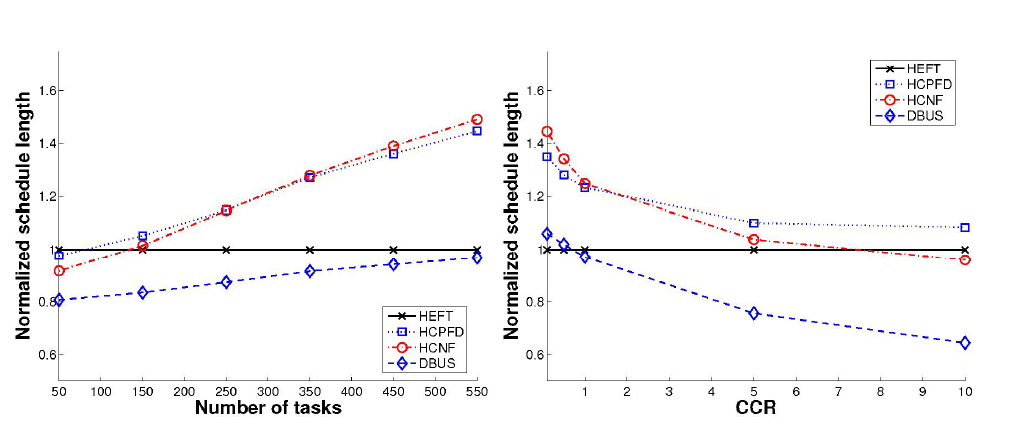 Normalized schedule length
1.6
1.4
1.2
1
0.8
0.6
50
100
150
200
250
300
350
400
450
500
550
Number of tasks
HEFT
HCPFD
HCNF
DBUS
Normalized schedule length
1.6
1.4
1.2
1
0.8
0.6
1
2
3
4
5
6
7
8
9
10
CCR
HEFT
HCPFD
HCNF
DBUS